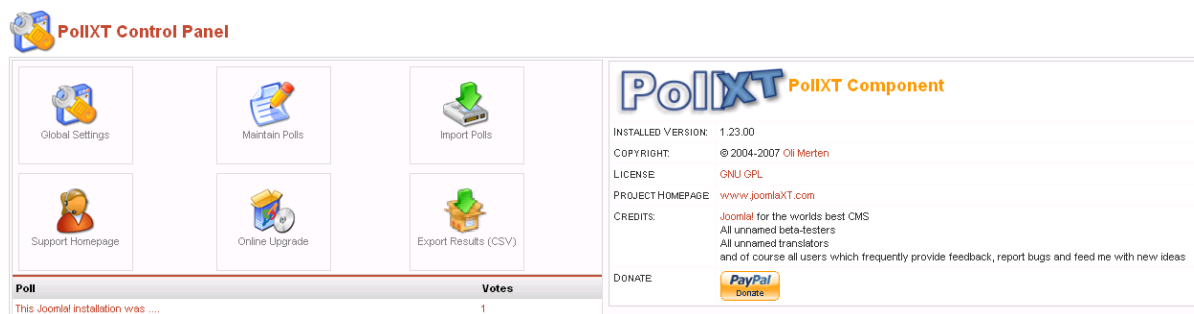 PollXT Control Panel
Global Settings
Maintain Polls
Import Polls
Support Homepage
Online Upgrade
Export Results (CSV)
Poll Votes
This Joomla! installation was .... 1
PollXT PollXT Component
INSTALLED VERSION: 1.23.00
COPYRIGHT: © 2004-2007 Oli Merten
LICENSE GNU GPL
PROJECT HOMEPAGE www.joomlaXT.com
CREDITS: Joomla! for the worlds best CMS
All unnamed beta-testers
All unnamed translators
and of course all users which frequently provide feedback, report bugs and feed me with new ideas
DONATE PayPal
Donate